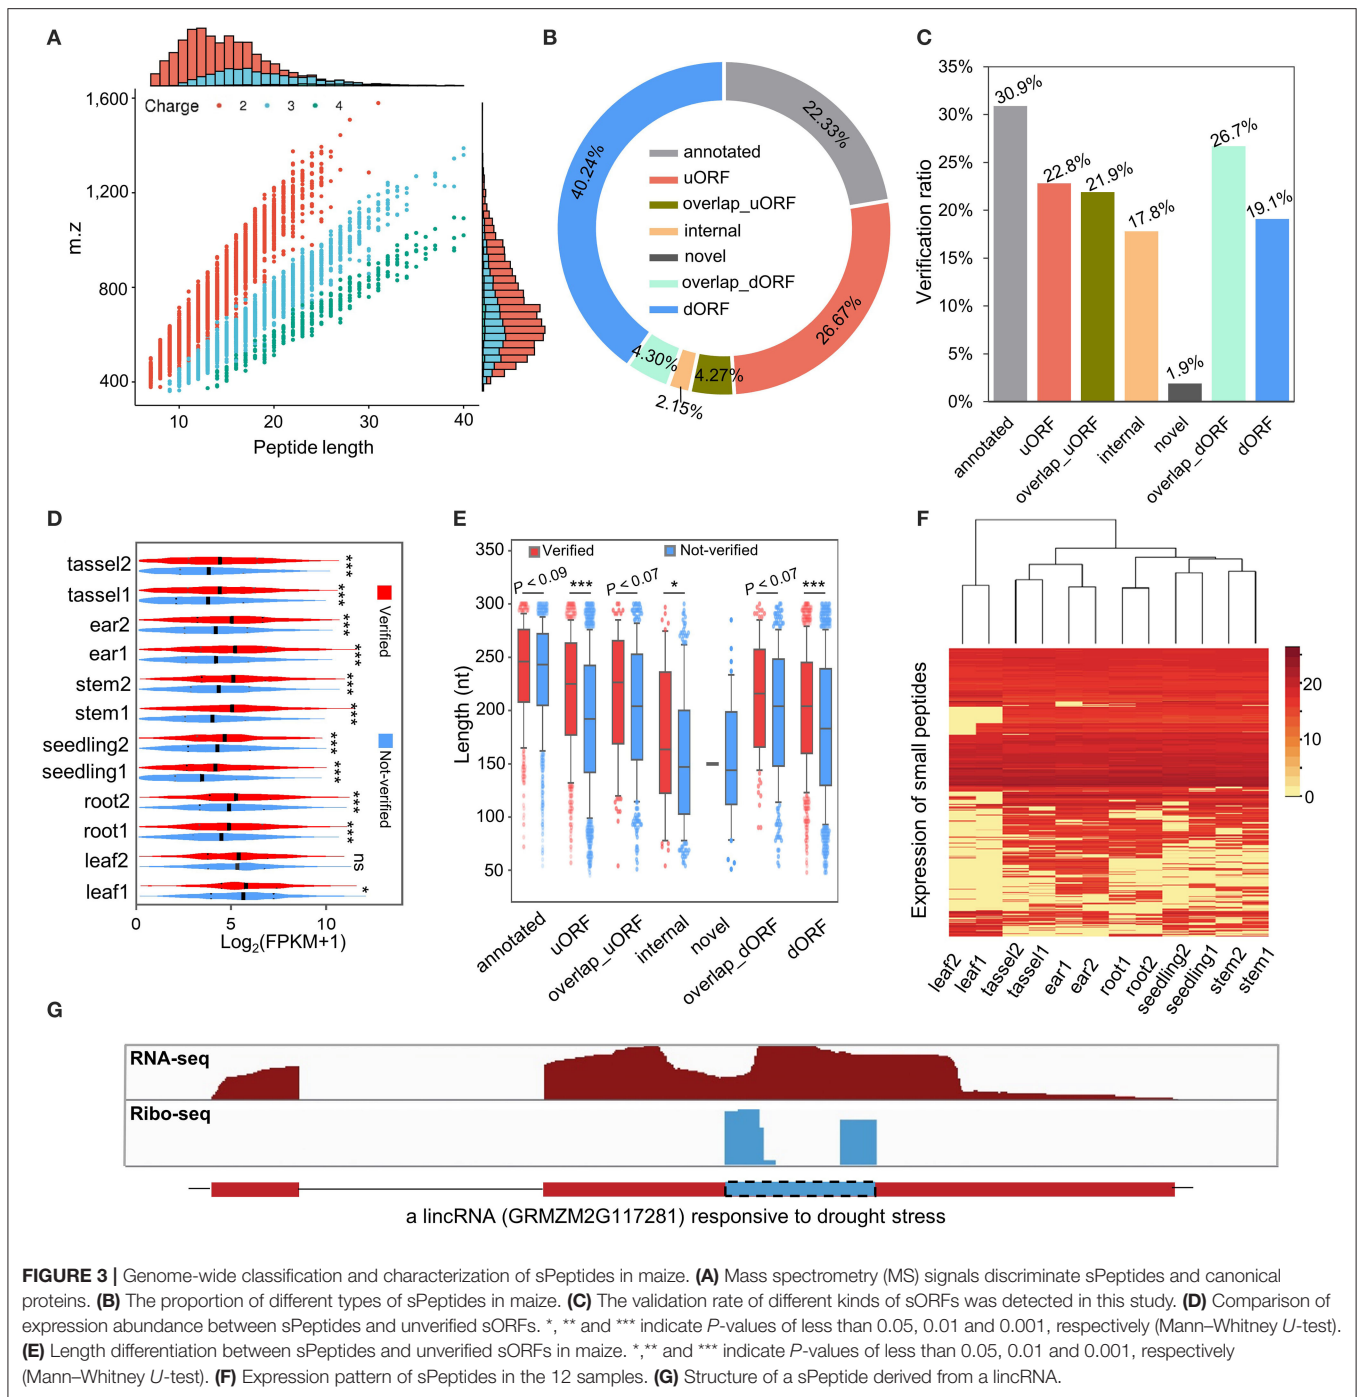 A
Charge 2 3 4
1,600
1,200
800
400
m.z
10 20 30 40
Peptide length
B
22.33%
26.67%
4.27%
2.15%
4.30%
40.24%
annotated
uORF
overlap_uORF
internal
novel
overlap_dORF
dORF
C
35%
30%
25%
20%
15%
10%
5%
0%
Verification ratio
30.9%
22.8%
21.9%
17.8%
1.9%
26.7%
19.1%
annotated
uORF
overlap_uORF
internal
novel
overlap_dORF
dORF
D
tassel2
tassel1
ear2
ear1
stem2
stem1
seedling2
seedling1
root2
root1
leaf2
leaf1
***
***
***
***
***
***
***
***
***
***
ns
*
Verified
Not-verified
0 5 10
Log2(FPKM+1)
E
Verified Not-verified
350
300
250
200
150
100
50
Length (nt)
P < 0.09
***
P < 0.07
*
P < 0.07
***
annotated
uORF
overlap_uORF
internal
novel
overlap_dORF
dORF
F
Expression of small peptides
20
10
0
leaf2
leaf1
tassel2
tassel1
ear1
ear2
root1
root2
seedling2
seedling1
stem2
stem1
G
RNA-seq
Ribo-seq
a lincRNA (GRMZM2G117281) responsive to drought stress
FIGURE 3 | Genome-wide classification and characterization of sPeptides in maize. (A) Mass spectrometry (MS) signals discriminate sPeptides and canonical
proteins. (B) The proportion of different types of sPeptides in maize. (C) The validation rate of different kinds of sORFs was detected in this study. (D) Comparison of
expression abundance between sPeptides and unverified sORFs. *, ** and *** indicate P-values of less than 0.05, 0.01 and 0.001, respectively (Mann–Whitney U-test).
(E) Length differentiation between sPeptides and unverified sORFs in maize. *,** and *** indicate P-values of less than 0.05, 0.01 and 0.001, respectively
(Mann–Whitney U-test). (F) Expression pattern of sPeptides in the 12 samples. (G) Structure of a sPeptide derived from a lincRNA.